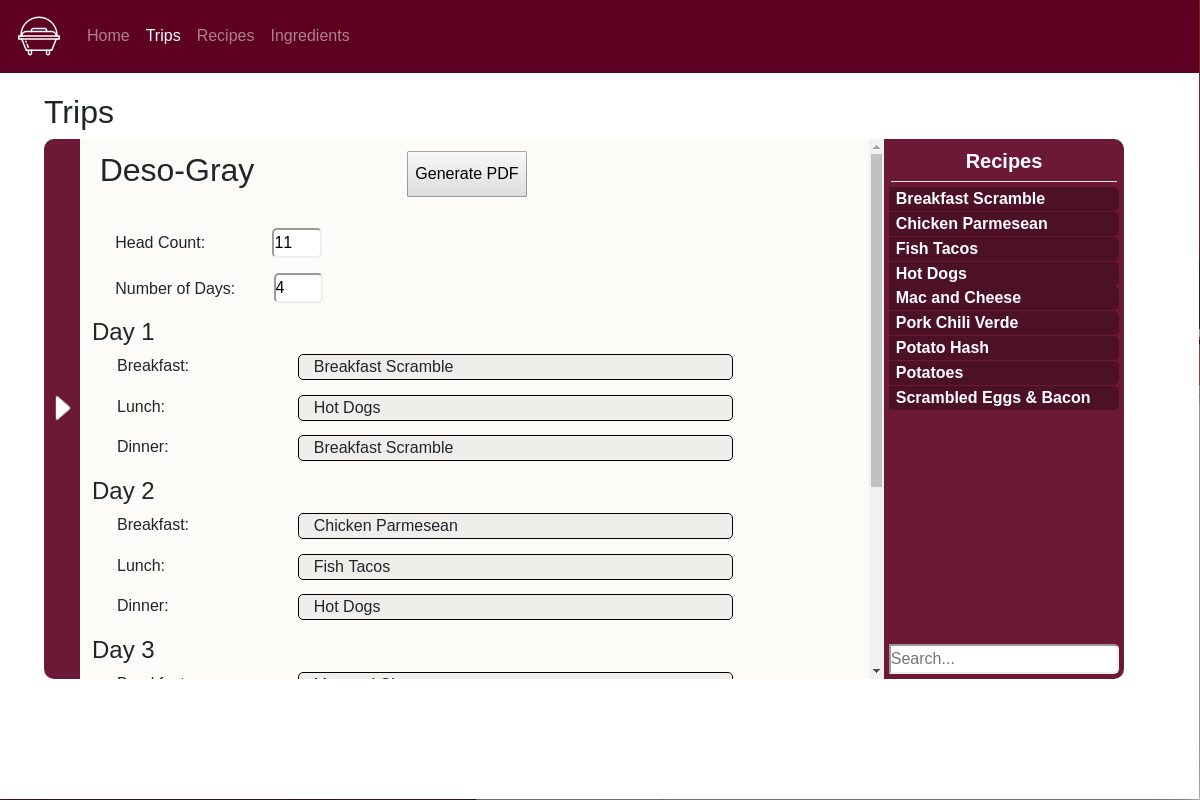 Home Trips Recipes Ingredients
Trips
Deso-Gray
Generate PDF
Head Count: 11
Number of Days: 4
Day 1
Breakfast: Breakfast Scramble
Lunch: Hot Dogs
Dinner: Breakfast Scramble
Day 2
Breakfast: Chicken Parmesean
Lunch: Fish Tacos
Dinner: Hot Dogs
Day 3
Recipes
Breakfast Scramble
Chicken Parmesean
Fish Tacos
Hot Dogs
Mac and Cheese
Pork Chili Verde
Potato Hash
Potatoes
Scrambled Eggs & Bacon
Search...